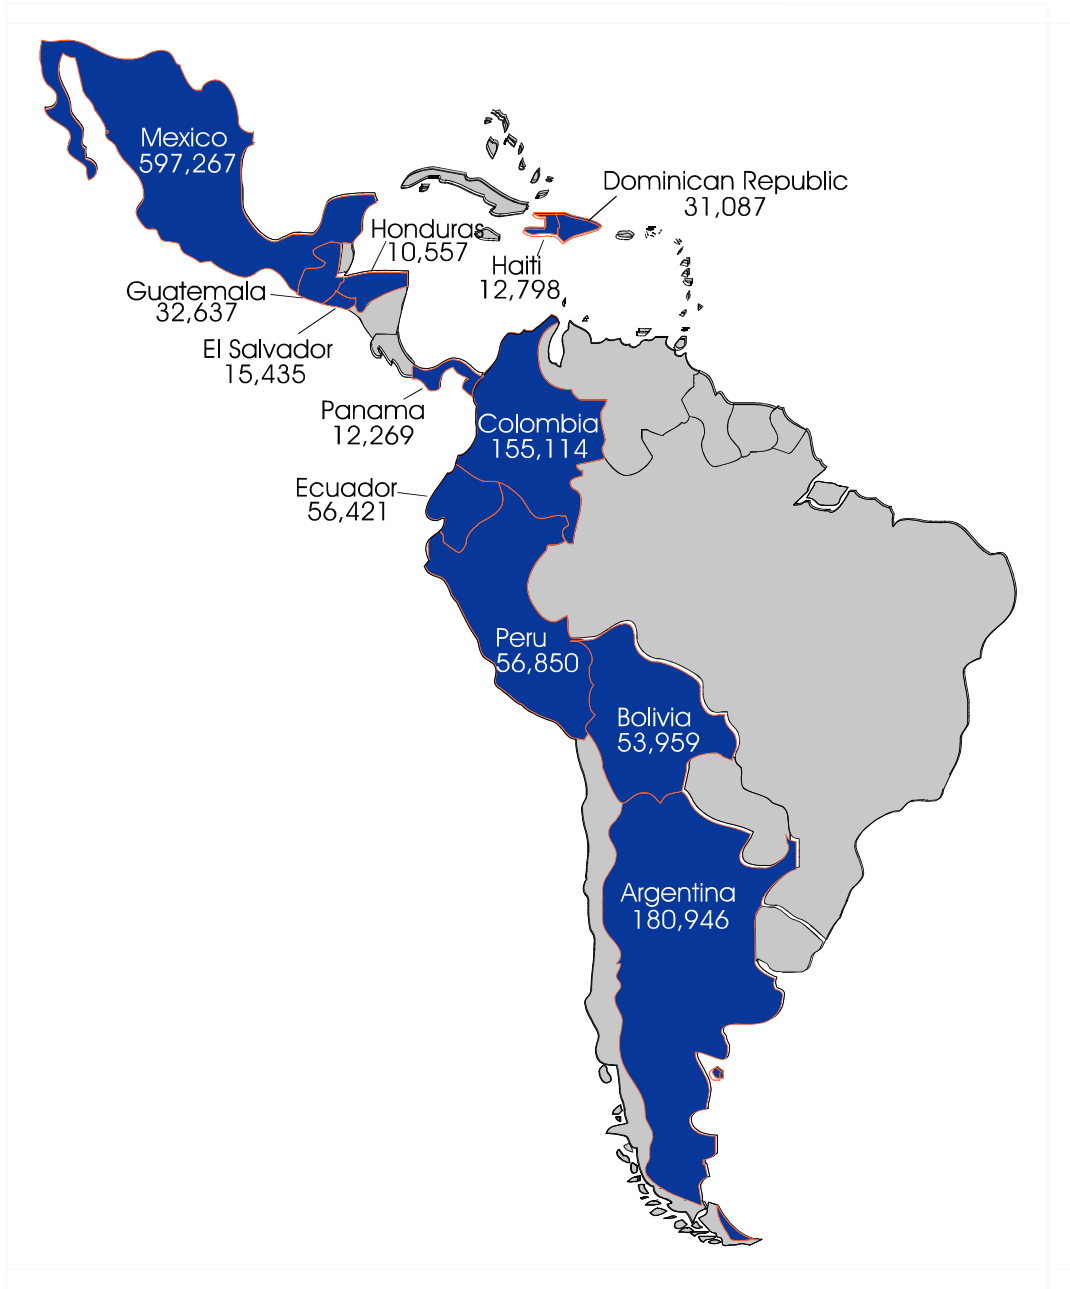 Mexico
597,267
Dominican Republic
31,087
Honduras
10,557
Haiti
12,798
Guatemala
32,637
El Salvador
15,435
Panama
12,269
Colombia
155,114
Ecuador
56,421
Peru
56,850
Bolivia
53,959
Argentina
180,946